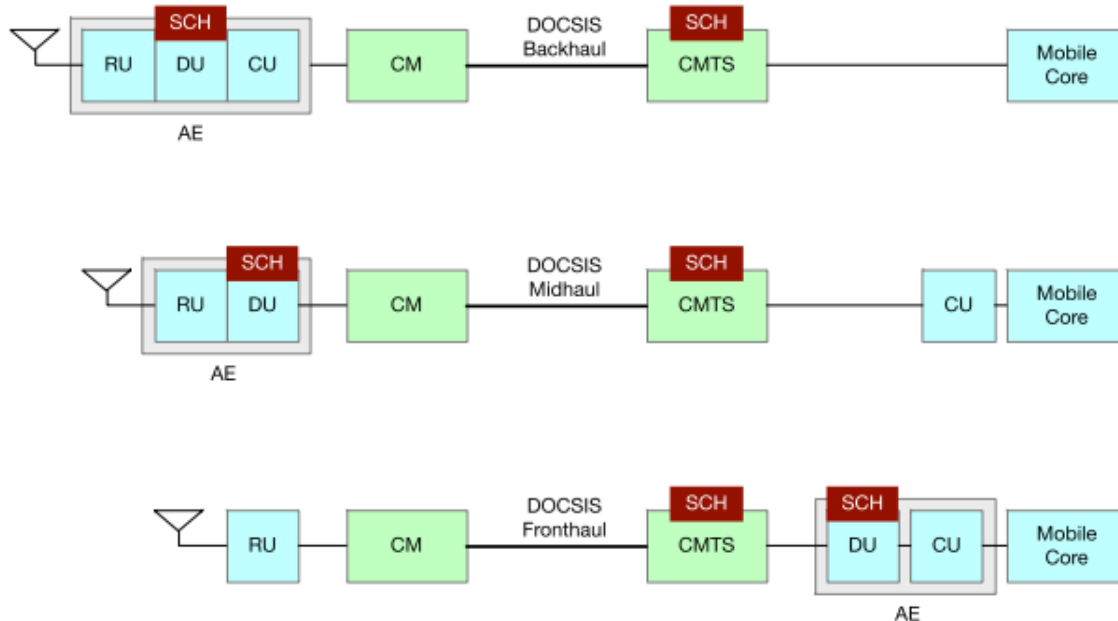 SCH
SCH
DOCSIS
Backhaul
RU
DU
CU
CM
CMTS
Mobile
Core
AE
SCH
SCH
DOCSIS
Midhaul
RU
DU
CM
CMTS
CU
Mobile
Core
AE
SCH
SCH
DOCSIS
Fronthaul
RU
CM
CMTS
DU
CU
Mobile
Core
AE